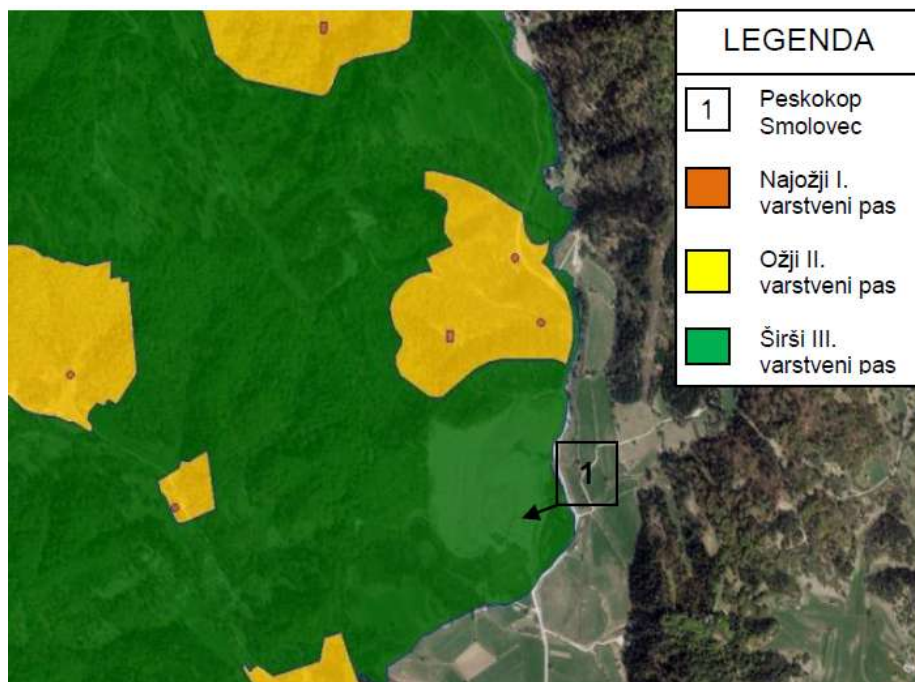 LEGENDA
1
Peskokop
Smolovec
Najožji I.
varstveni pas
Ožji II.
varstveni pas
Širši III.
varstveni pas
1